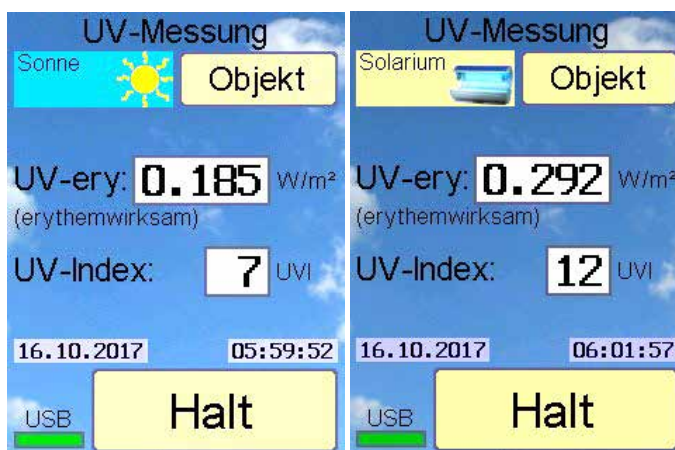 UV-Messung
Sonne
Objekt
UV-ery: 0.185 W/m²
(erythemwirksam)
UV-Index: 7 UVI
16.10.2017 05:59:52
USB
Halt
UV-Messung
Solarium
Objekt
UV-ery: 0.292 W/m²
(erythemwirksam)
UV-Index: 12 UVI
16.10.2017 06:01:57
USB
Halt